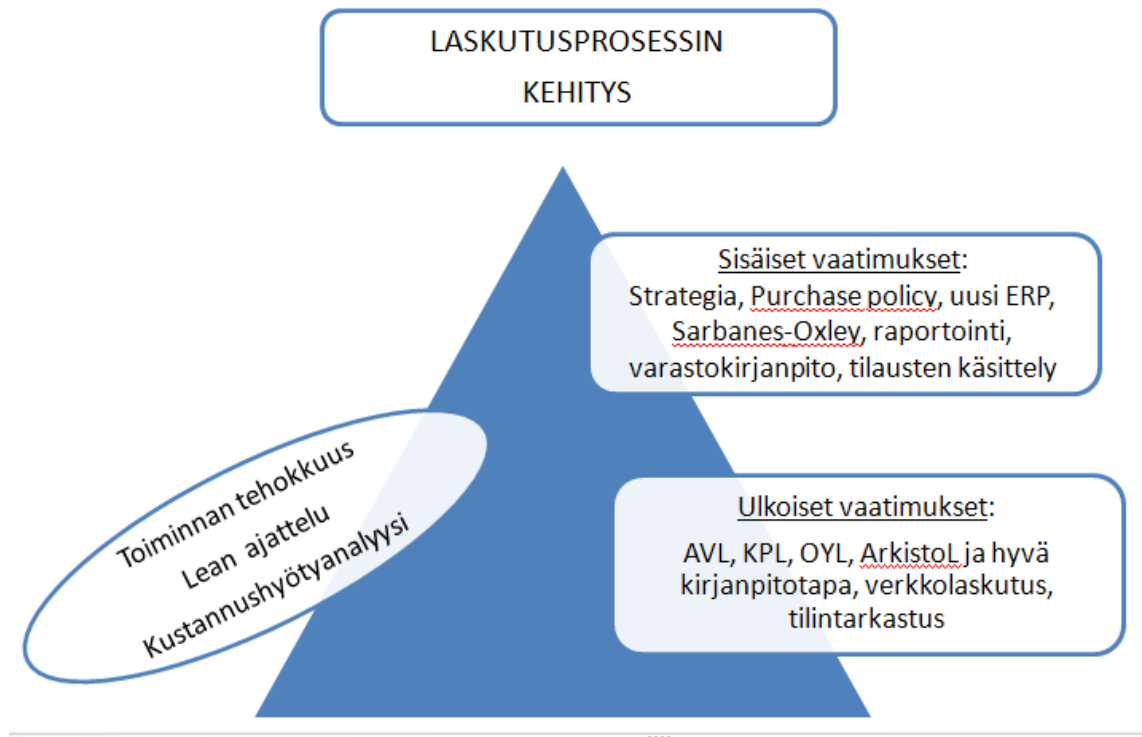 LASKUTUSPROSESSIN
KEHITYS
Sisäiset vaatimukset:
Strategia, Purchase policy, uusi ERP,
Sarbanes-Oxley, raportointi,
varastokirjanpito, tilausten käsittely
Toiminnan tehokkuus
Lean ajattelu
Kustannushyötyanalyysi
Ulkoiset vaatimukset:
AVL, KPL, OYL, ArkistoL ja hyvä
kirjanpitotapa, verkkolaskutus,
tilintarkastus